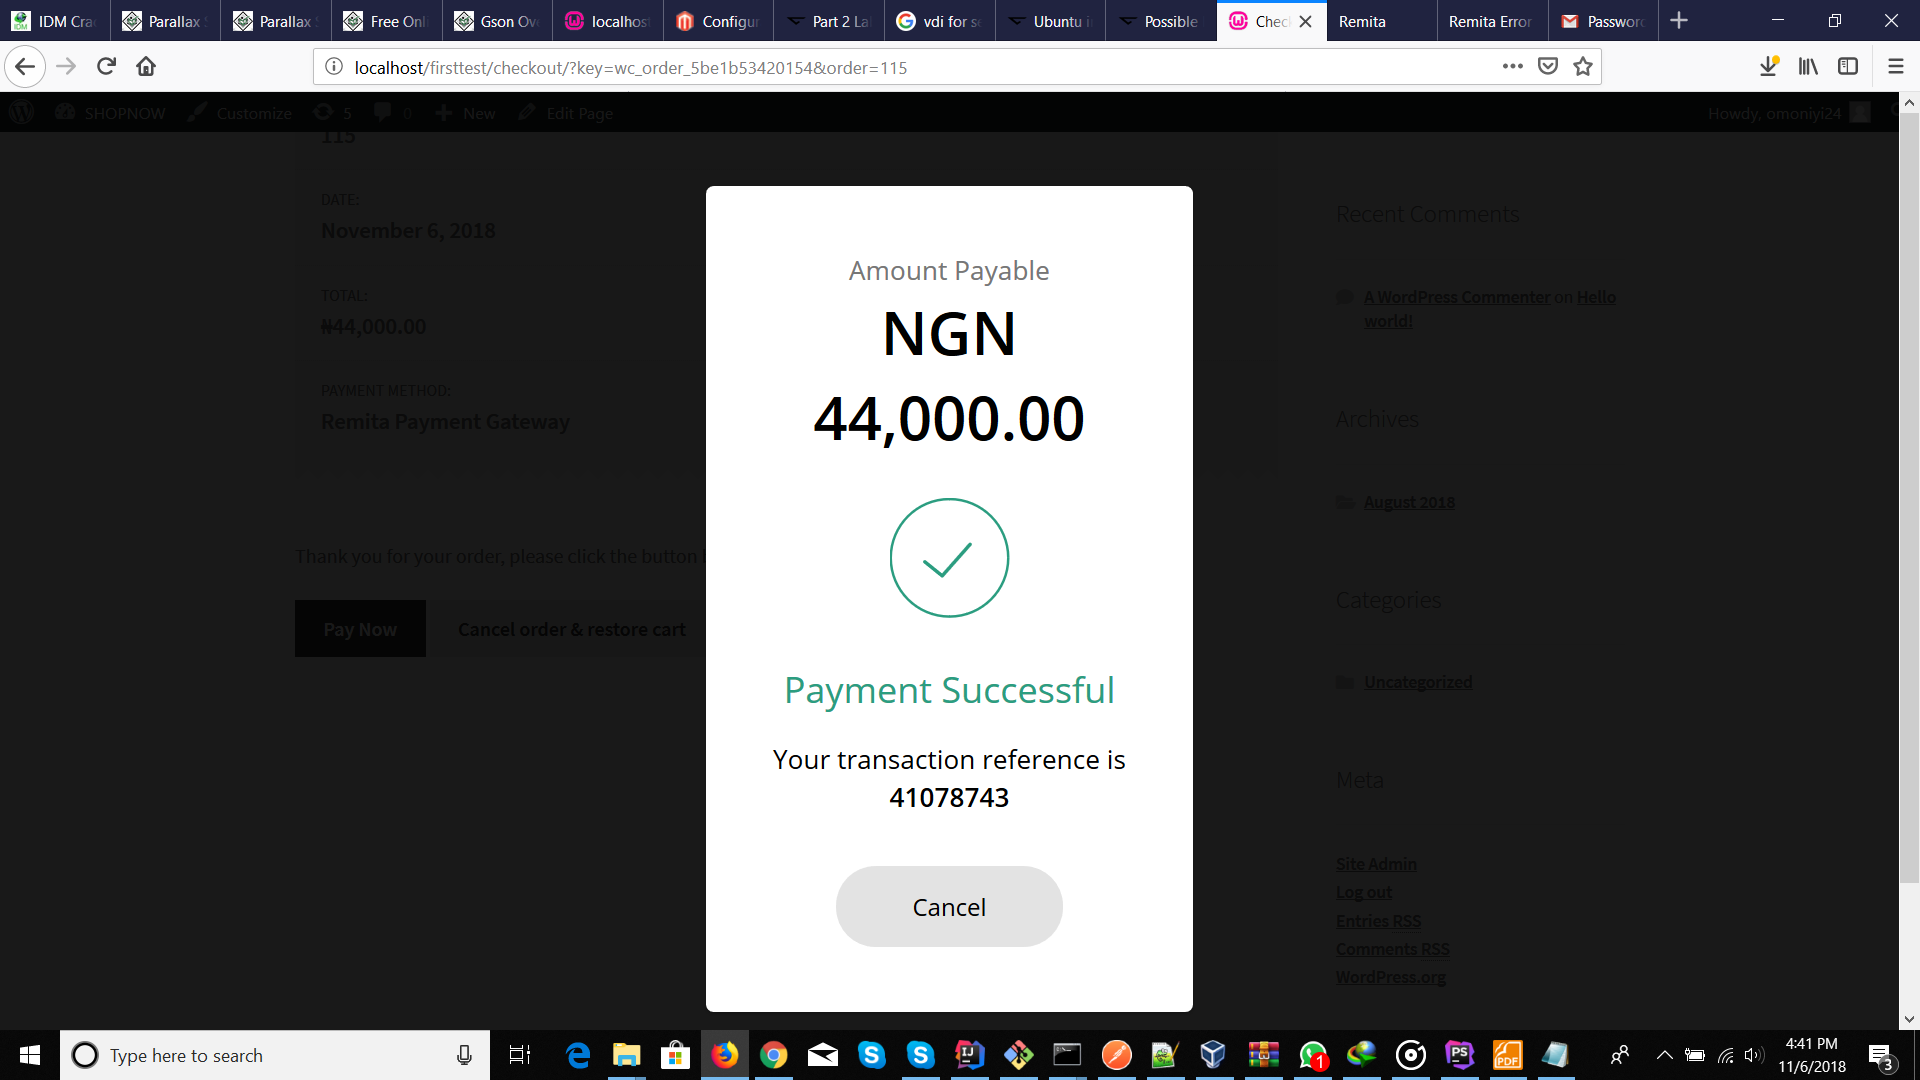 IDM Cra
Parallax
Parallax
Free Onl
Gson Ov
localhos
Configur
Part 2 La
vdi for se
Ubuntu i
Possible
Chec
Remita
Remita Error
Passwor
localhost/firsttest/checkout/?key=wc_order_5be1b53420154&order=115
SHOPNOW
Customize
5
0
New
Edit Page
Howdy, omoniyi24
115
DATE:
November 6, 2018
TOTAL:
₦44,000.00
PAYMENT METHOD:
Remita Payment Gateway
Thank you for your order, please click the button
Pay Now
Cancel order & restore cart
Amount Payable
NGN
44,000.00
Payment Successful
Your transaction reference is
41078743
Cancel
Recent Comments
A WordPress Commenter on Hello
world!
Archives
August 2018
Categories
Uncategorized
Meta
Site Admin
Log out
Entries RSS
Comments RSS
WordPress.org
Type here to search
IJ
PS
PDF
1
4:41 PM
11/6/2018
3